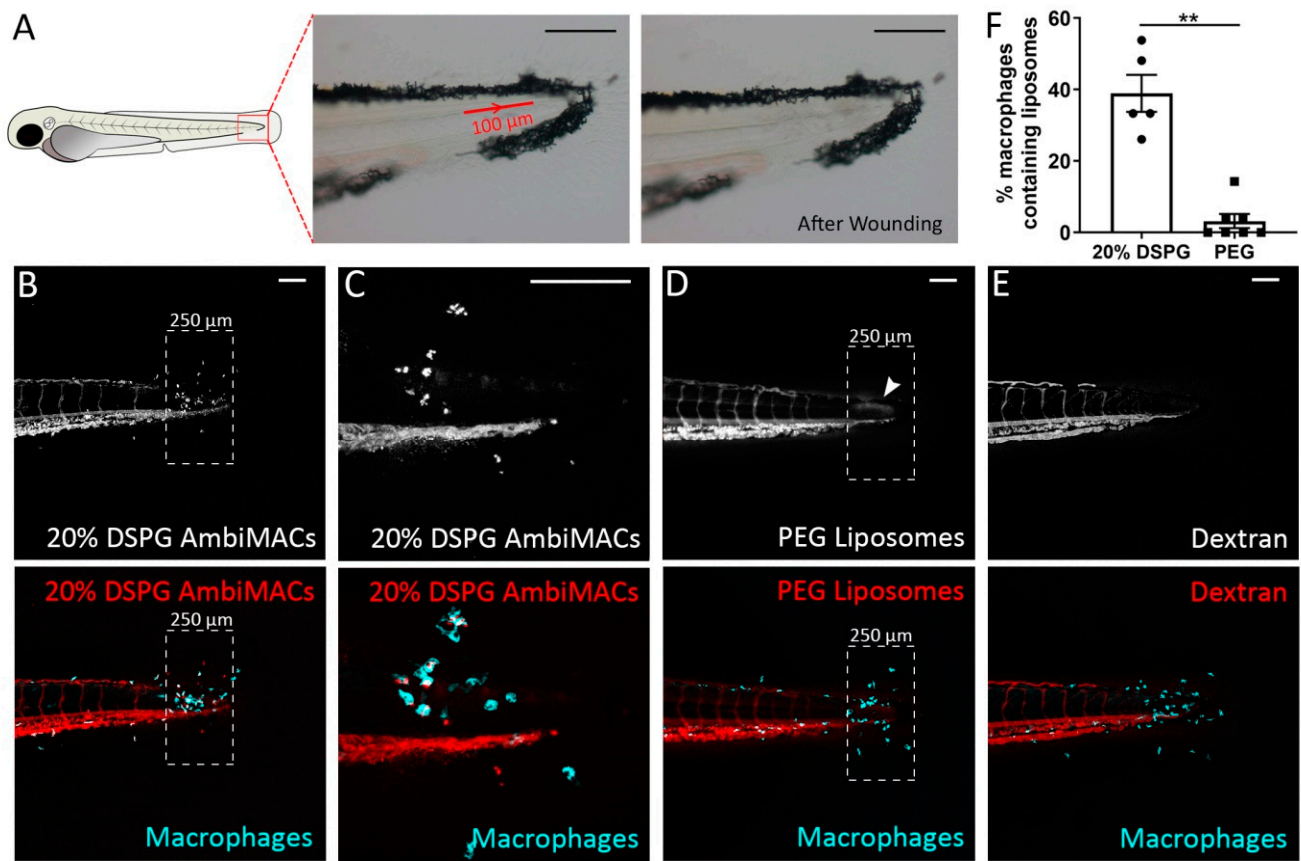 A
100 µm
After Wounding
F
% macrophages
containing liposomes
60
40
20
0
**
20% DSPG
PEG
B
250 µm
20% DSPG AmbiMACs
20% DSPG AmbiMACs
250 µm
Macrophages
C
20% DSPG AmbiMACs
20% DSPG AmbiMACs
Macrophages
D
250 µm
PEG Liposomes
PEG Liposomes
250 µm
Macrophages
E
Dextran
Dextran
Macrophages